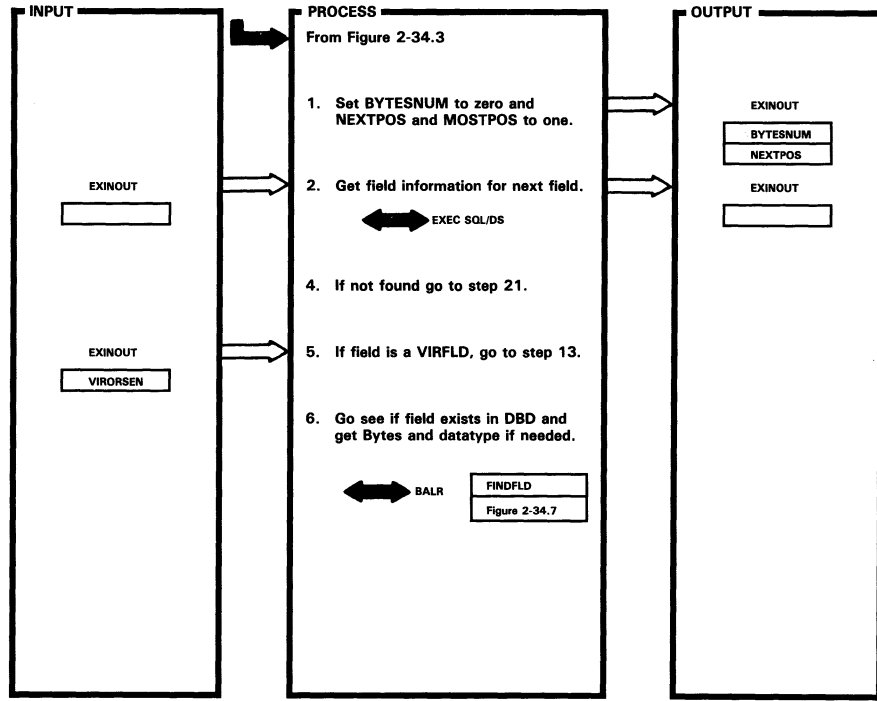 INPUT
EXINOUT
EXINOUT
VIRORSEN
PROCESS
From Figure 2-34.3
1. Set BYTESNUM to zero and
NEXTPOS and MOSTPOS to one.
2. Get field information for next field.
EXEC SQL/DS
4. If not found go to step 21.
5. If field is a VIRFLD, go to step 13.
6. Go see if field exists in DBD and
get Bytes and datatype if needed.
BALR
FINDFLD
Figure 2-34.7
OUTPUT
EXINOUT
BYTESNUM
NEXTPOS
EXINOUT